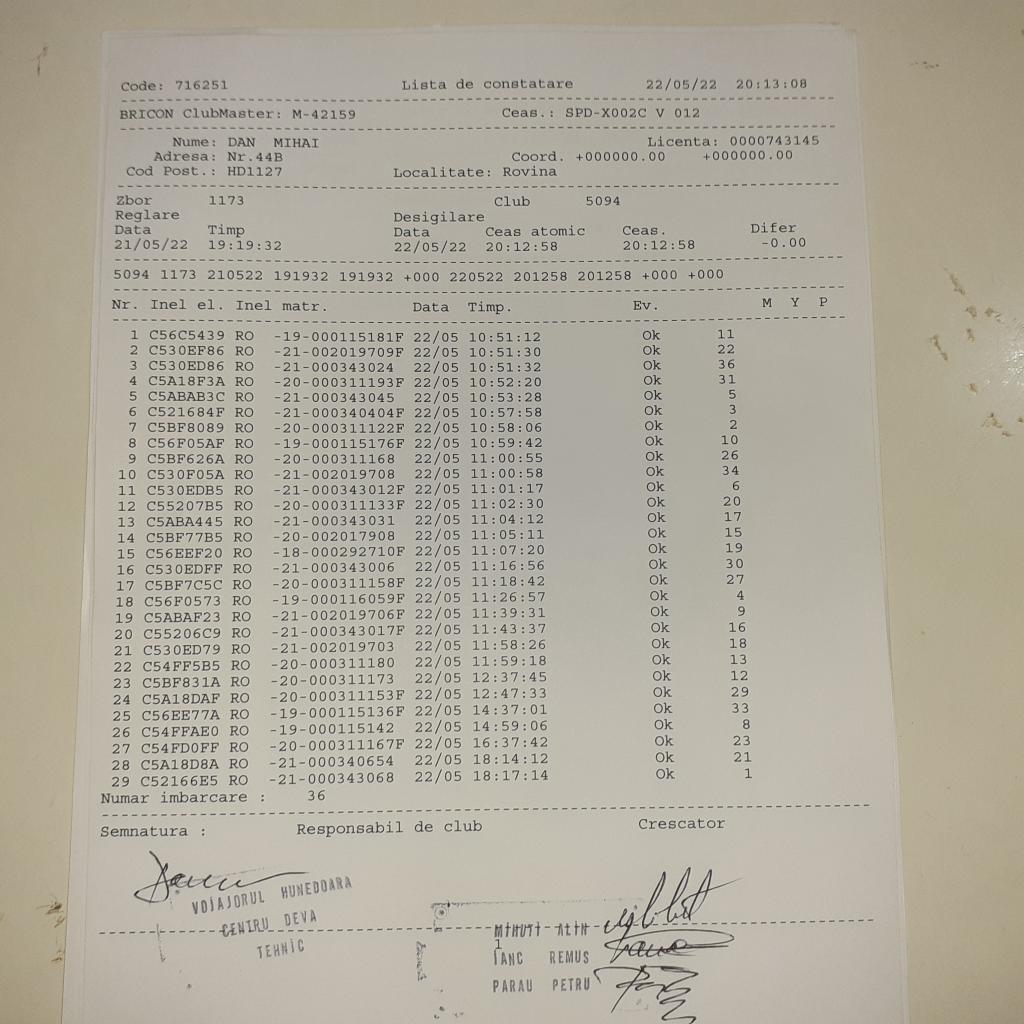 Code: 716251 Lista de constatare 22/05/22 20:13:08
BRICON ClubMaster: M-42159 Ceas.: SPD-X002C V 012
Nume: DAN MIHAI Licenta: 0000743145
Adresa: Nr.44B Coord. +000000.00 +000000.00
Cod Post.: HD1127 Localitate: Rovina
Zbor 1173 Club 5094
Reglare Desigilare
Data Timp Data Ceas atomic Ceas. Difer
21/05/22 19:19:32 22/05/22 20:12:58 20:12:58 -0.00
5094 1173 210522 191932 191932 +000 220522 201258 201258 +000 +000
Nr. Inel el. Inel matr. Data Timp. Ev. M Y P
1 C56C5439 RO -19-000115181F 22/05 10:51:12 Ok 11
2 C530EF86 RO -21-002019709F 22/05 10:51:30 Ok 22
3 C530ED86 RO -21-000343024 22/05 10:51:32 Ok 36
4 C5A18F3A RO -20-000311193F 22/05 10:52:20 Ok 31
5 C5ABAB3C RO -21-000343045 22/05 10:53:28 Ok 5
6 C521684F RO -21-000340404F 22/05 10:57:58 Ok 3
7 C5BF8089 RO -20-000311122F 22/05 10:58:06 Ok 2
8 C56F05AF RO -19-000115176F 22/05 10:59:42 Ok 10
9 C5BF626A RO -20-000311168 22/05 11:00:55 Ok 26
10 C530F05A RO -21-002019708 22/05 11:00:58 Ok 34
11 C530EDB5 RO -21-000343012F 22/05 11:01:17 Ok 6
12 C55207B5 RO -20-000311133F 22/05 11:02:30 Ok 20
13 C5ABA445 RO -21-000343031 22/05 11:04:12 Ok 17
14 C5BF77B5 RO -20-002017908 22/05 11:05:11 Ok 15
15 C56EEF20 RO -18-000292710F 22/05 11:07:20 Ok 19
16 C530EDFF RO -21-000343006 22/05 11:16:56 Ok 30
17 C5BF7C5C RO -20-000311158F 22/05 11:18:42 Ok 27
18 C56F0573 RO -19-000116059F 22/05 11:26:57 Ok 4
19 C5ABAF23 RO -21-002019706F 22/05 11:39:31 Ok 9
20 C55206C9 RO -21-000343017F 22/05 11:43:37 Ok 16
21 C530ED79 RO -21-002019703 22/05 11:58:26 Ok 18
22 C54FF5B5 RO -20-000311180 22/05 11:59:18 Ok 13
23 C5BF831A RO -20-000311173 22/05 12:37:45 Ok 12
24 C5A18DAF RO -20-000311153F 22/05 12:47:33 Ok 29
25 C56EE77A RO -19-000115136F 22/05 14:37:01 Ok 33
26 C54FFAE0 RO -19-000115142 22/05 14:59:06 Ok 8
27 C54FD0FF RO -20-000311167F 22/05 16:37:42 Ok 23
28 C5A18D8A RO -21-000340654 22/05 18:14:12 Ok 21
29 C52166E5 RO -21-000343068 22/05 18:17:14 Ok 1
Numar imbarcare : 36
Semnatura : Responsabil de club Crescator
VOIAJORUL HUNEDOARA
CENTRU DEVA
TEHNIC
MINUTI ALIN
1
IANC REMUS
PARAU PETRU